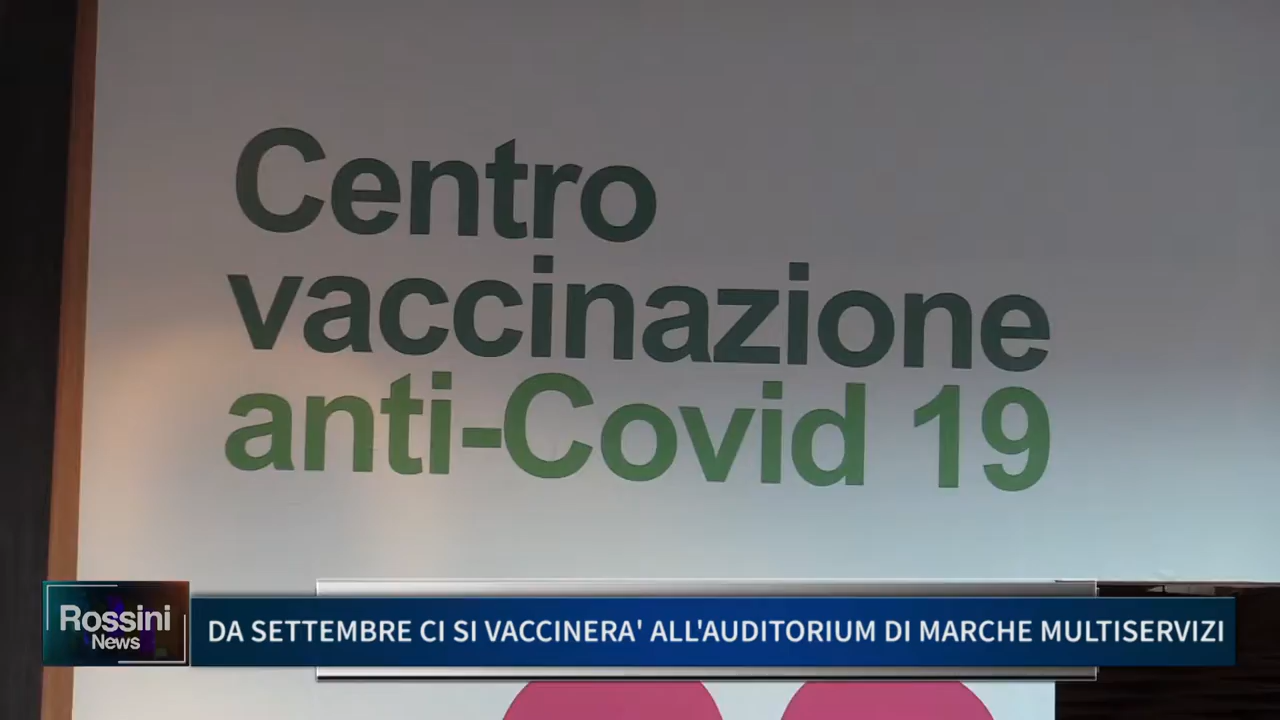 Centro
vaccinazione
anti-Covid 19
Rossini
News
DA SETTEMBRE CI SI VACCINERA' ALL'AUDITORIUM DI MARCHE MULTISERVIZI